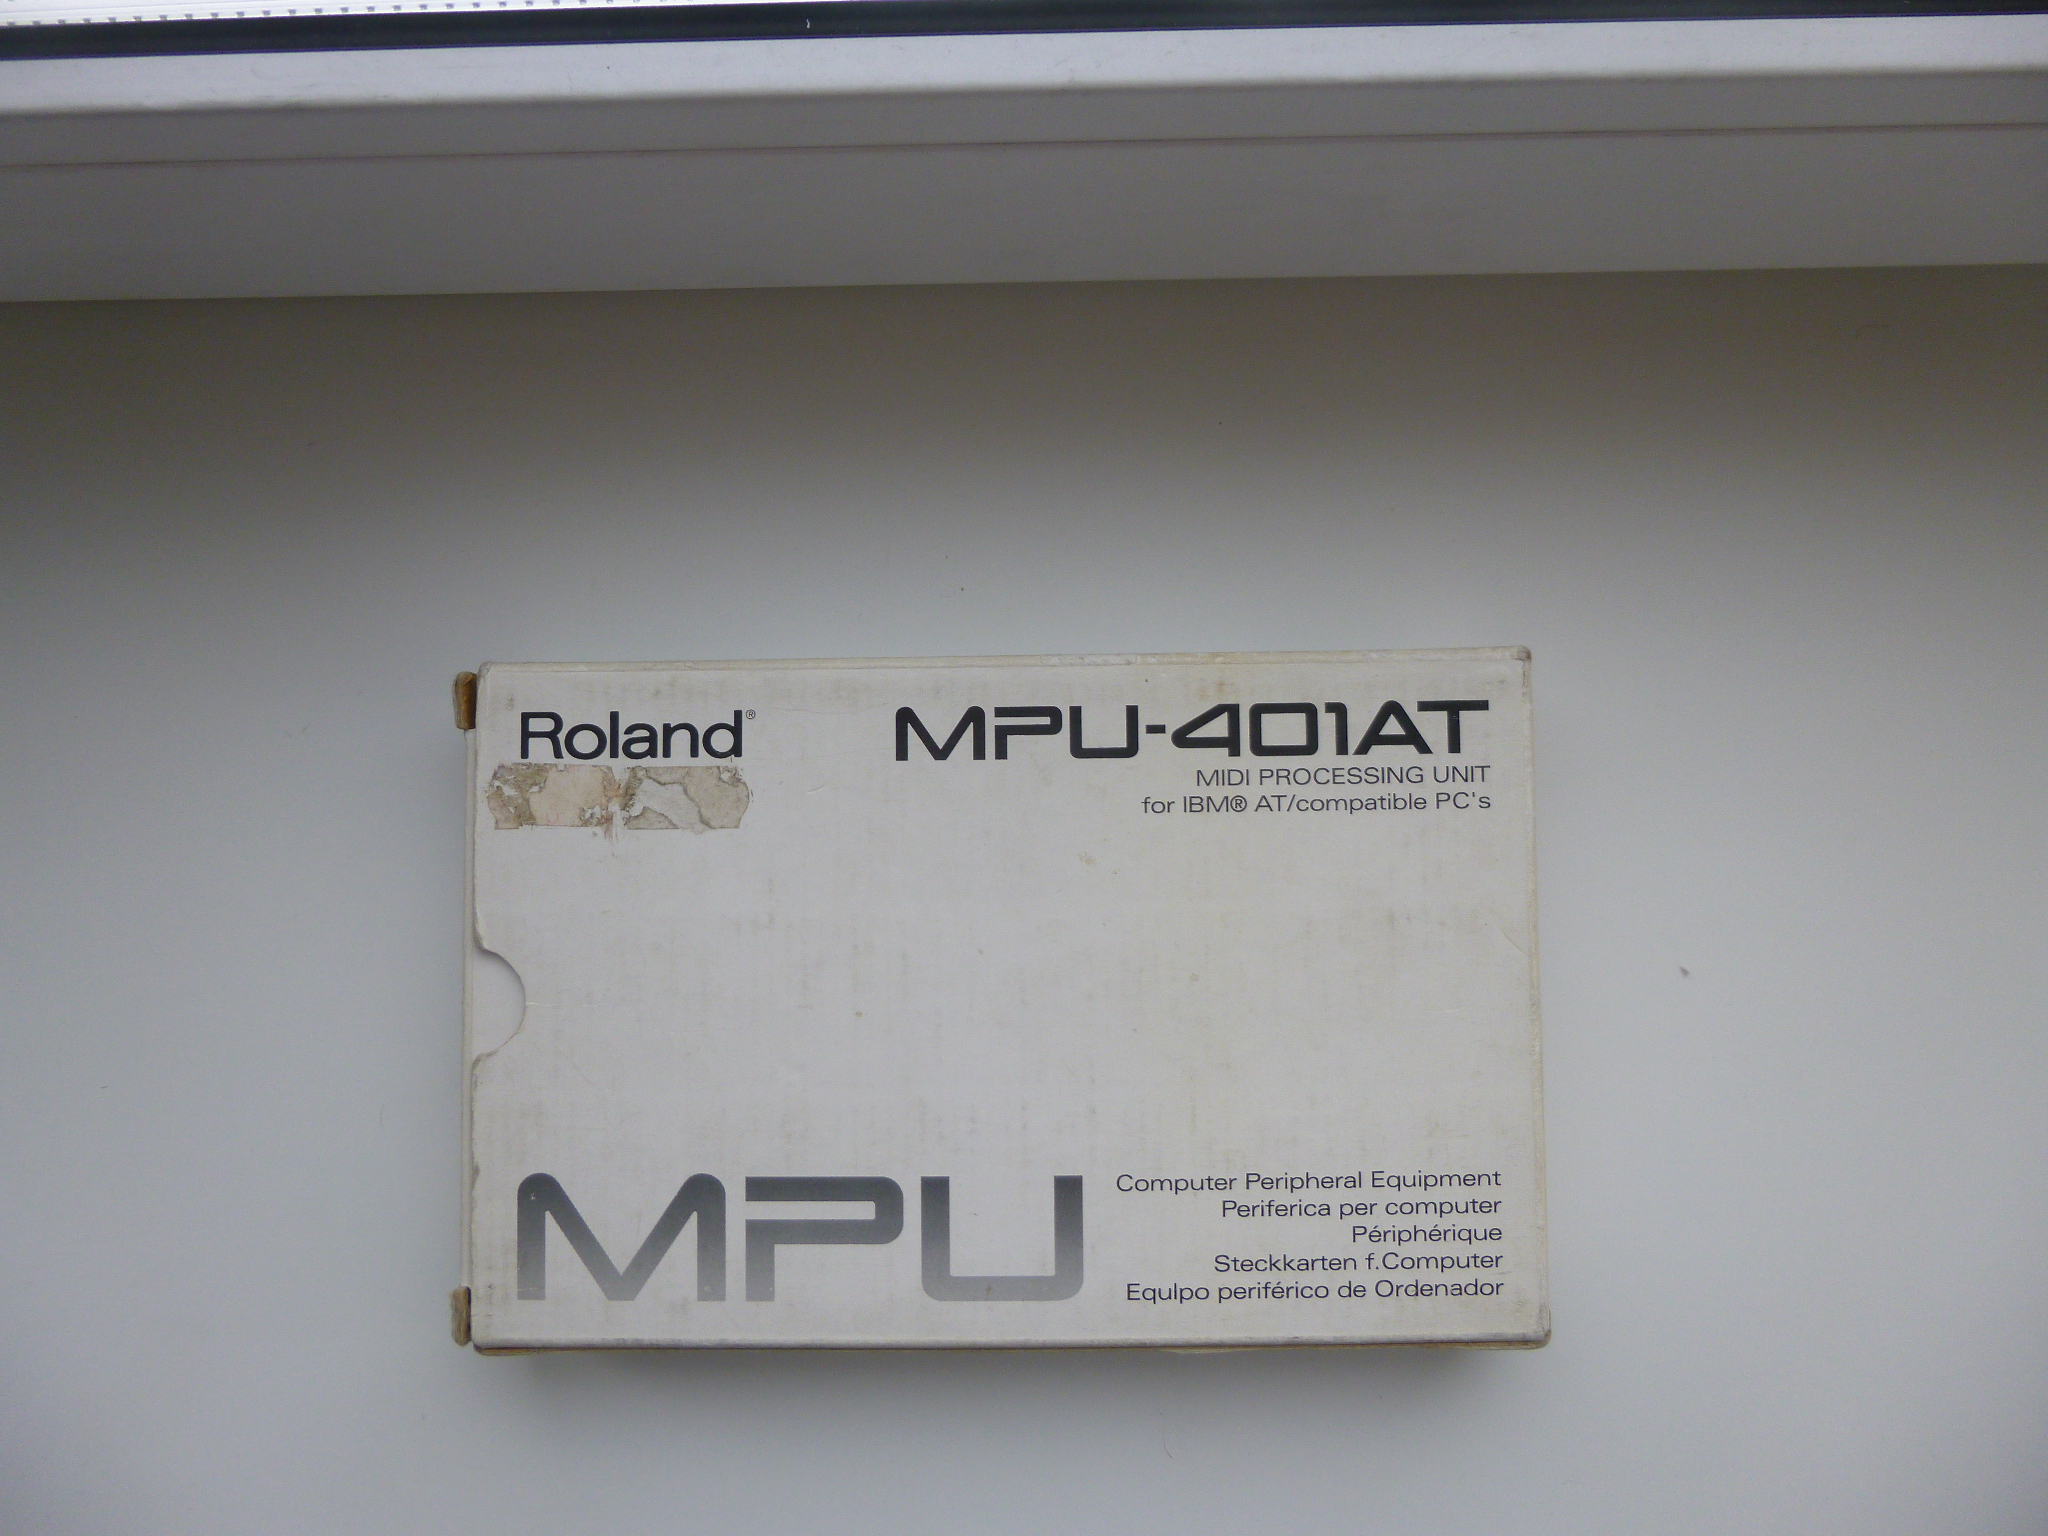 Roland®
MPU-401AT
MIDI PROCESSING UNIT
for IBM® AT/compatible PC's
MPU
Computer Peripheral Equipment
Periferica per computer
Périphérique
Steckkarten f.Computer
Equlpo periférico de Ordenador